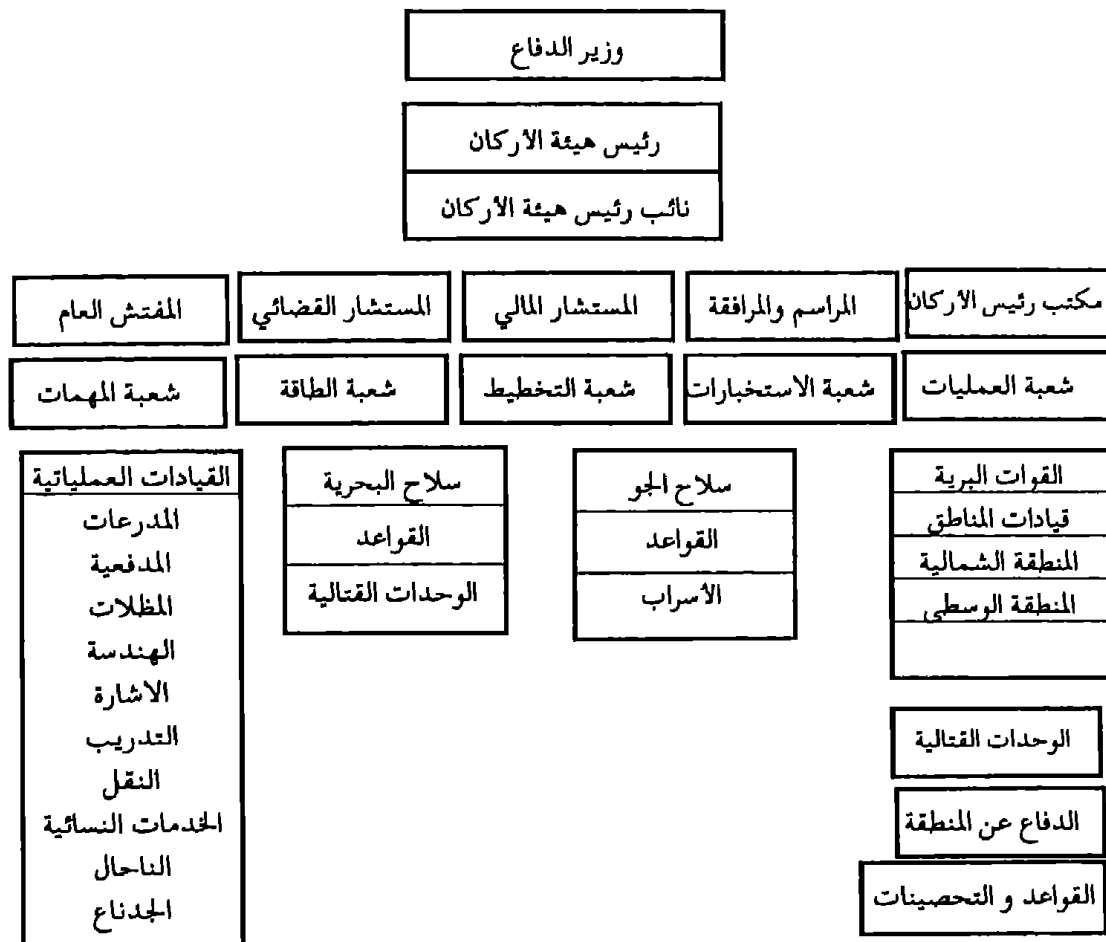 وزير الدفاع
رئيس هيئة الاركان
نائب رئيس هيئة الاركان
مكتب رئيس الاركان
المراسم والمرافقة
المستشار المالي
المستشار القضائي
المفتش العام
شعبة العمليات
شعبة الاستخبارات
شعبة التخطيط
شعبة الطاقة
شعبة المهمات
القوات البرية
قيادات المناطق
المنطقة الشمالية
المنطقة الوسطى
الوحدات القتالية
الدفاع عن المنطقة
القواعد و التحصينات
سلاح الجو
القواعد
الأسراب
سلاح البحرية
القواعد
الوحدات القتالية
القيادات العملياتية
المدرعات
المدفعية
المظلات
الهندسة
الاشارة
التدريب
النقل
الخدمات النسائية
الناحال
الجدناع